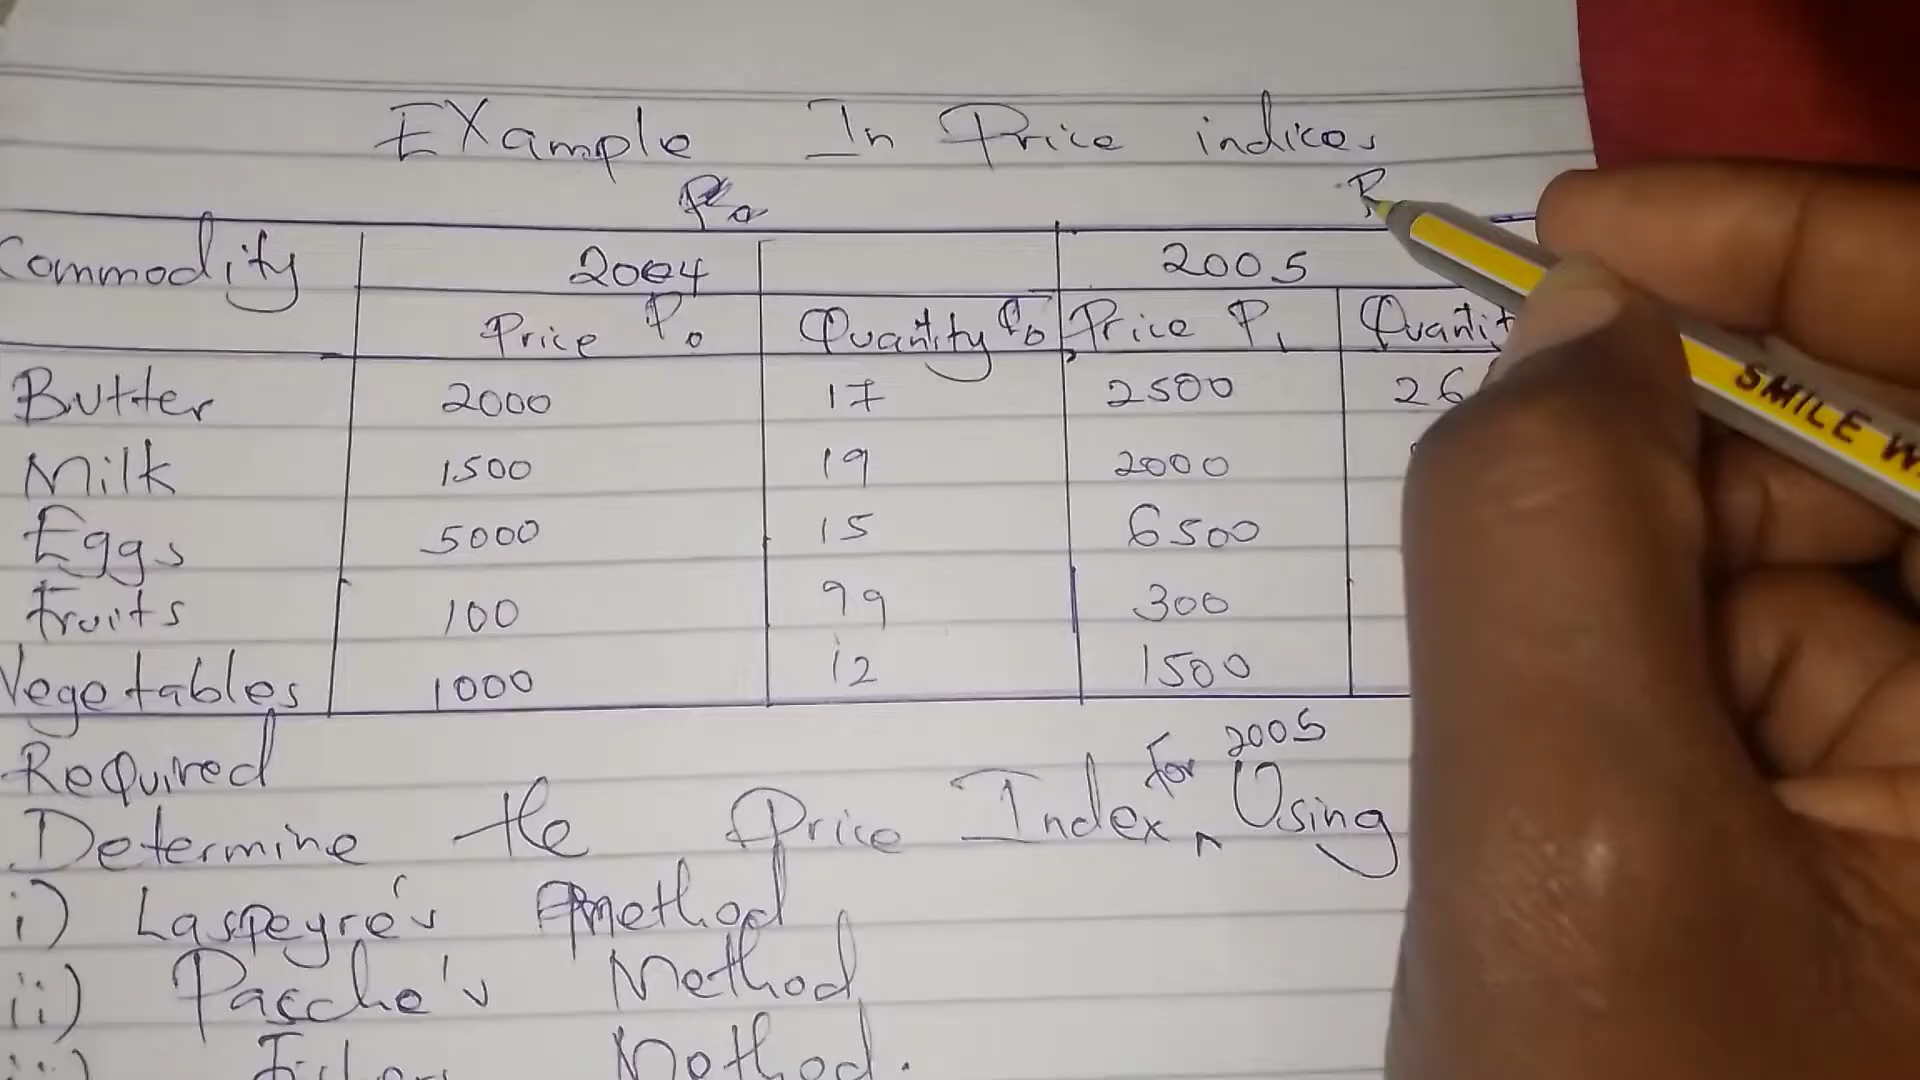 EXample In Price indices
P
Commodity 2004 2005
Price P₀ Quantity Price P₁
Butter 2000 17 2500 26
Milk 1500 19 2000
Eggs 5000 15 6500
fruits 100 99 300
Vegetables 1000 12 1500
Required
Determine the Price Index ^ for 2005 Using
i) Laspeyre's method
ii) Pasche's Method
Method.
SMILE